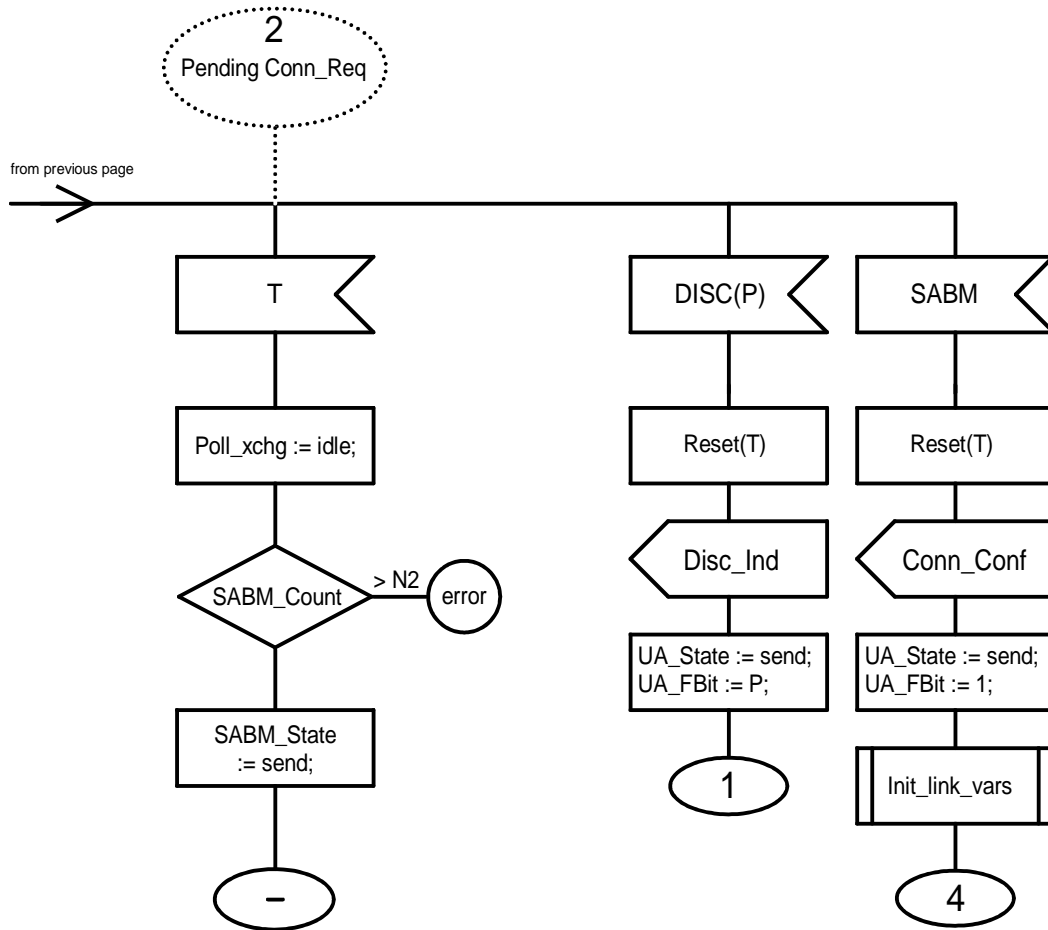 2
Pending Conn_Req
from previous page
T
DISC(P)
SABM
Poll_xchg := idle;
Reset(T)
Reset(T)
SABM_Count
> N2
error
Disc_Ind
Conn_Conf
UA_State := send;
UA_FBit := P;
UA_State := send;
UA_FBit := 1;
SABM_State
:= send;
1
Init_link_vars
–
4